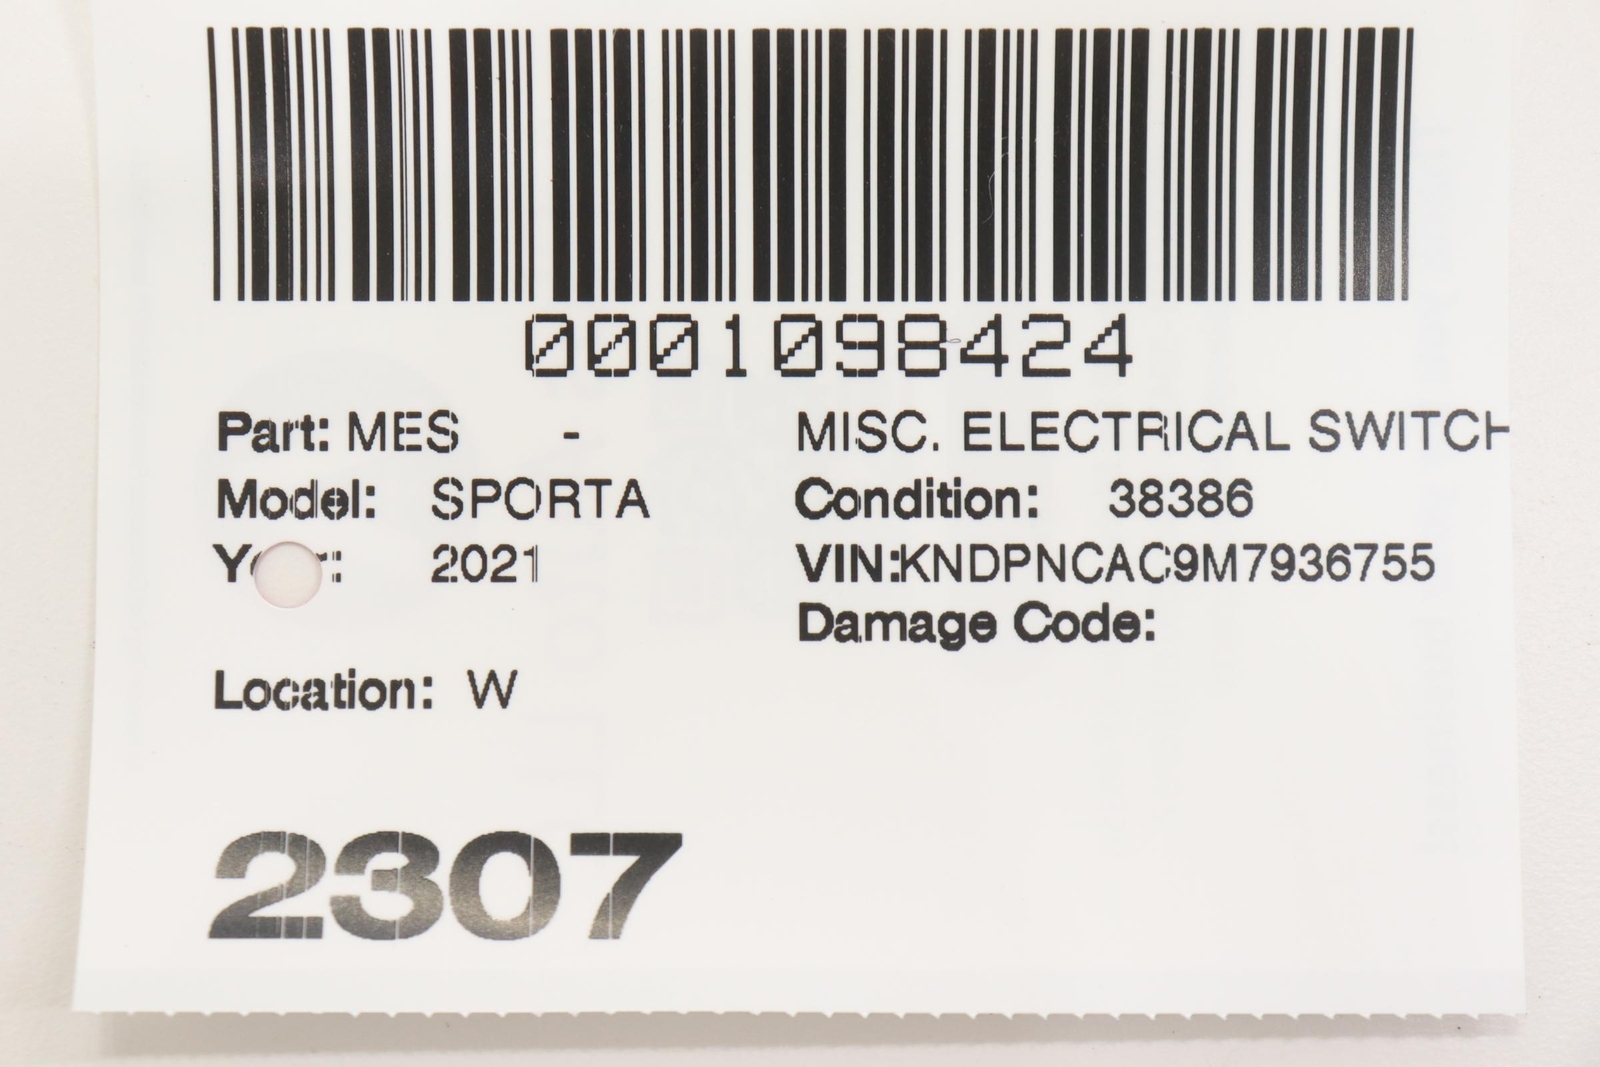 0001098424
Part: MES - MISC. ELECTRICAL SWITCH
Model: SPORTA Condition: 38386
2021 VIN:KNDPNCAC9M7936755
Damage Code:
Location: W
2307